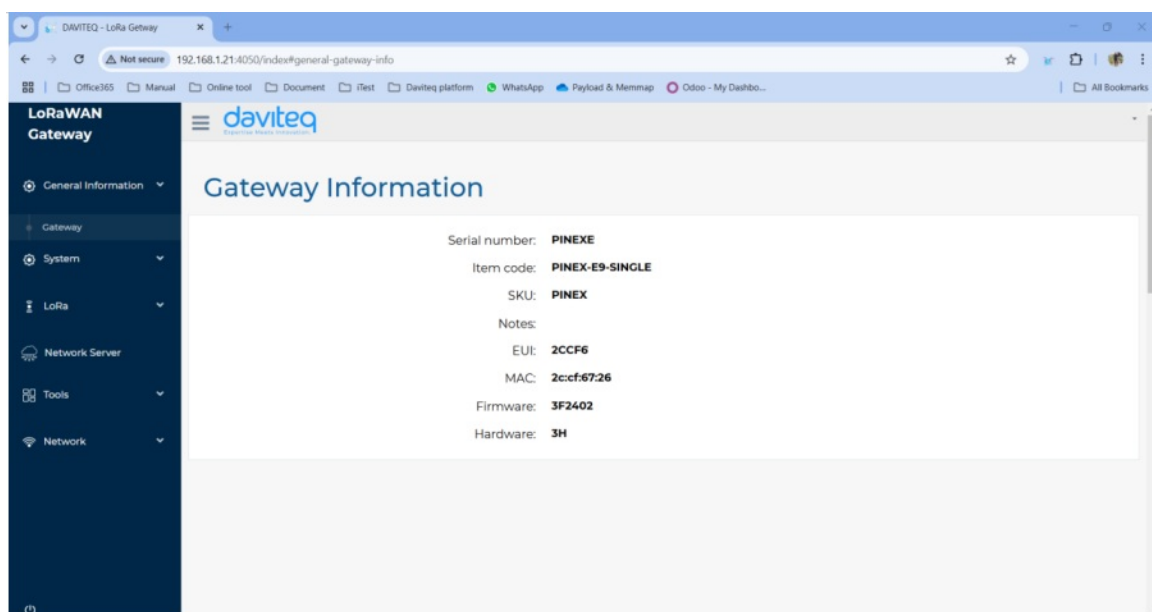 DAVITEQ - LoRa Getway
Not secure 192.168.1.21:4050/index#general-gateway-info
Office365 Manual Online tool Document iTest Daviteq platform WhatsApp Payload & Memmap Odoo - My Dashbo... All Bookmarks
LoRaWAN
Gateway
daviteq
Expertise Meets Innovation.
General Information
Gateway
System
LoRa
Network Server
Tools
Network
Gateway Information
Serial number: PINEXE
Item code: PINEX-E9-SINGLE
SKU: PINEX
Notes:
EUI: 2CCF6
MAC: 2c:cf:67:26
Firmware: 3F2402
Hardware: 3H